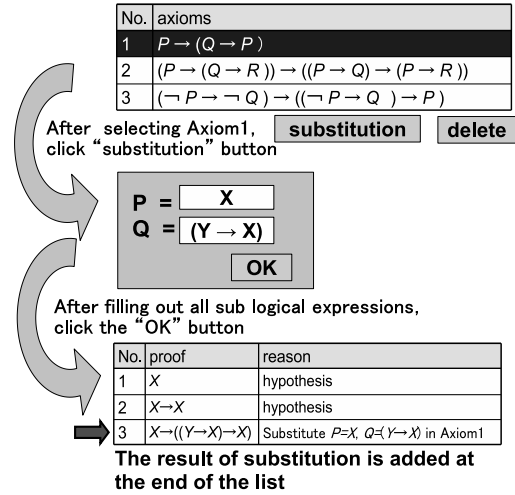 No. axioms
1 P → (Q → P )
2 (P → (Q → R )) → ((P → Q) → (P → R ))
3 (¬ P → ¬ Q ) → ((¬ P → Q ) → P )
After selecting Axiom1,
click “substitution” button
substitution delete
P = X
Q = (Y → X)
OK
After filling out all sub logical expressions,
click the “OK” button
No. proof reason
1 X hypothesis
2 X→X hypothesis
3 X→((Y→X)→X) Substitute P=X, Q=(Y→X) in Axiom1
The result of substitution is added at
the end of the list